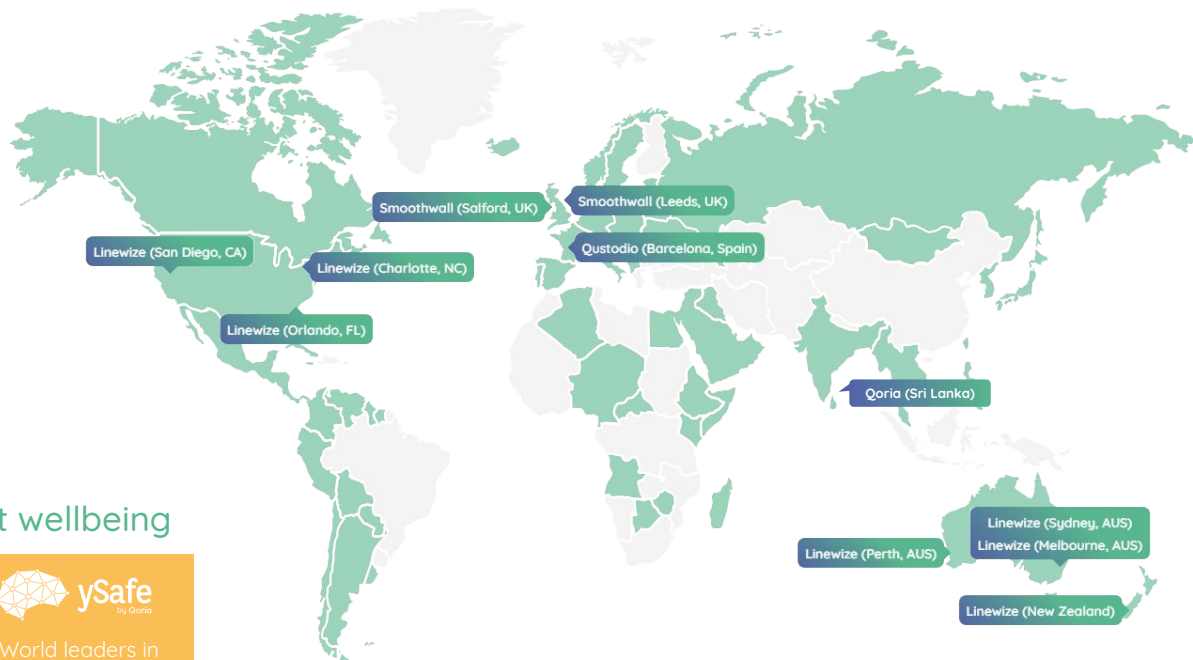 Smoothwall (Salford, UK)
Smoothwall (Leeds, UK)
Linewize (San Diego, CA)
Qustodio (Barcelona, Spain)
Linewize (Charlotte, NC)
Linewize (Orlando, FL)
Qoria (Sri Lanka)
t wellbeing
Linewize (Sydney, AUS)
Linewize (Melbourne, AUS)
Linewize (Perth, AUS)
Linewize (New Zealand)
ySafe
by Qoria
World leaders in